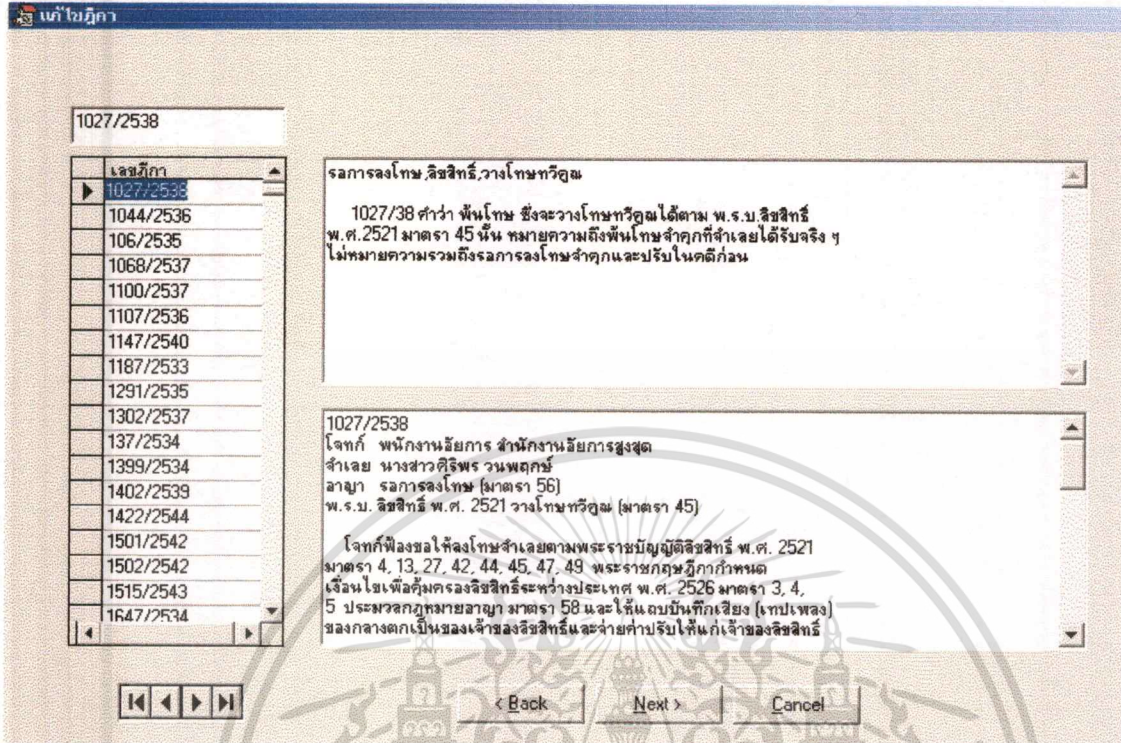 แก้ไขฎีกา
1027/2538
เลขฎีกา
1027/2538
1044/2536
106/2535
1068/2537
1100/2537
1107/2536
1147/2540
1187/2533
1291/2535
1302/2537
137/2534
1399/2534
1402/2539
1422/2544
1501/2542
1502/2542
1515/2543
1647/2534
รอการลงโทษ,ลิขสิทธิ์,วางโทษทวีคูณ
1027/38 คำว่า พ้นโทษ ซึ่งจะวางโทษทวีคูณได้ตาม พ.ร.บ.ลิขสิทธิ์
พ.ศ.2521 มาตรา 45 นั้น หมายความถึงพ้นโทษจำคุกที่จำเลยได้รับจริง ๆ
ไม่หมายความรวมถึงรอการลงโทษจำคุกและปรับในคดีก่อน
1027/2538
โจทก์ พนักงานอัยการ สำนักงานอัยการสูงสุด
จำเลย นางสาวศิริพร วนพฤกษ์
อาญา รอการลงโทษ (มาตรา 56)
พ.ร.บ. ลิขสิทธิ์ พ.ศ. 2521 วางโทษทวีคูณ (มาตรา 45)
โจทก์ฟ้องขอให้ลงโทษจำเลยตามพระราชบัญญัติลิขสิทธิ์ พ.ศ. 2521
มาตรา 4, 13, 27, 42, 44, 45, 47, 49 พระราชกฤษฎีกากำหนด
เงื่อนไขเพื่อคุ้มครองลิขสิทธิ์ระหว่างประเทศ พ.ศ. 2526 มาตรา 3, 4,
5 ประมวลกฎหมายอาญา มาตรา 58 และให้แถบบันทึกเสียง (เทปเพลง)
ของกลางตกเป็นของเจ้าของลิขสิทธิ์และจ่ายค่าปรับให้แก่เจ้าของลิขสิทธิ์
< Back Next > Cancel